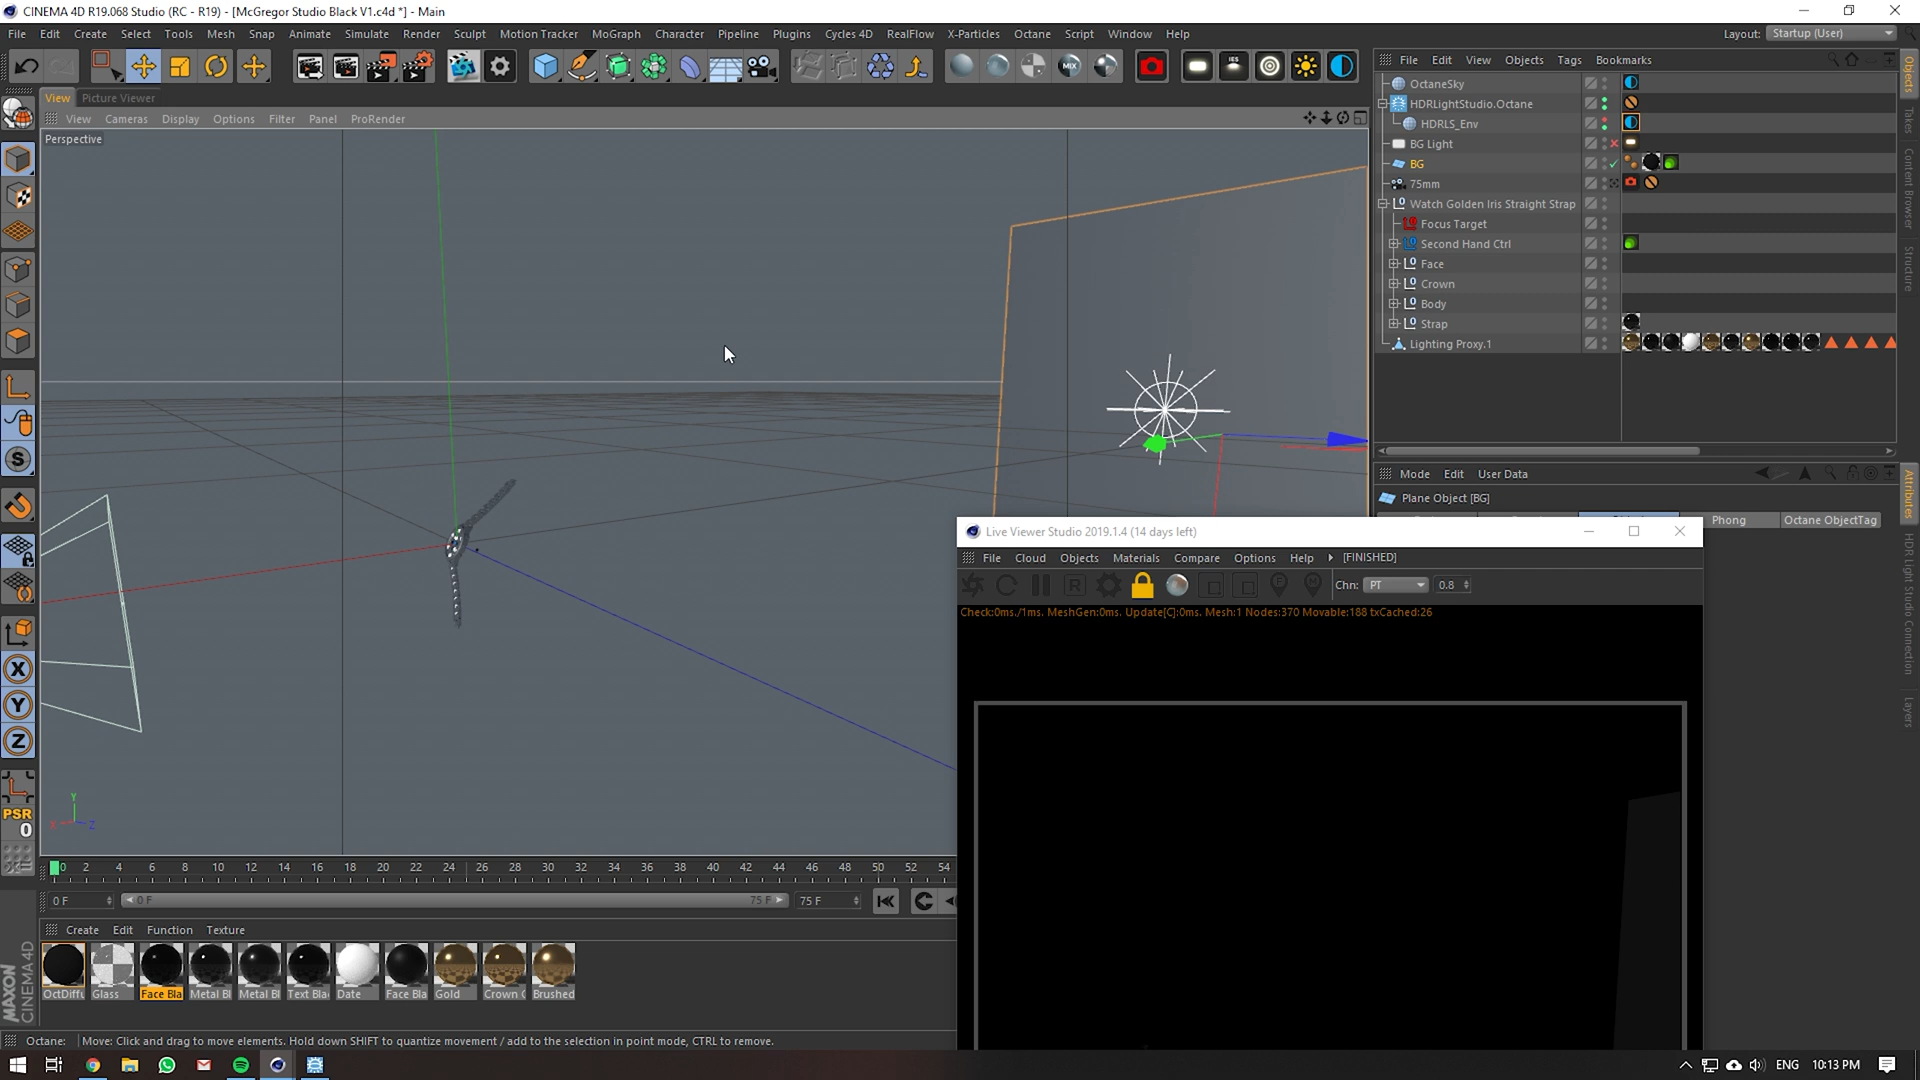 CINEMA 4D R19.068 Studio (RC - R19) - [McGregor Studio Black V1.c4d *] - Main
File Edit Create Select Tools Mesh Snap Animate Simulate Sculpt Render Motion Tracker MoGraph Character Pipeline Plugins Cycles 4D RealFlow X-Particles Octane Script Window Help
Layout: Startup (User)
View Picture Viewer
View Cameras Display Options Filter Panel ProRender
Perspective
File Edit View Objects Tags Bookmarks
OctaneSky
HDRLightStudio.Octane
HDRLS_Env
BG Light
BG
75mm
Watch Golden Iris Straight Strap
Focus Target
Second Hand Ctrl
Face
Crown
Body
Strap
Lighting Proxy.1
Objects
Takes
Content Browser
Structure
Mode Edit User Data
Plane Object [BG]
Phong Octane ObjectTag
Attributes
HDR Light Studio Connection
Layers
Live Viewer Studio 2019.1.4 (14 days left)
File Cloud Objects Materials Compare Options Help [FINISHED]
Chn: PT 0.8
Check:0ms./1ms. MeshGen:0ms. Update[C]:0ms. Mesh:1 Nodes:370 Movable:188 txCached:26
X
Y
Z
PSR
0
Y
X Z
0 2 4 6 8 10 12 14 16 18 20 22 24 26 28 30 32 34 36 38 40 42 44 46 48 50 52 54
0 F 0 F 75 F 75 F
Create Edit Function Texture
OctDiffu Glass Face Bla Metal Bl Metal Bl Text Blac Date Face Bla Gold Crown G Brushed
MAXON
CINEMA4D
Octane: Move: Click and drag to move elements. Hold down SHIFT to quantize movement / add to the selection in point mode, CTRL to remove.
ENG 10:13 PM